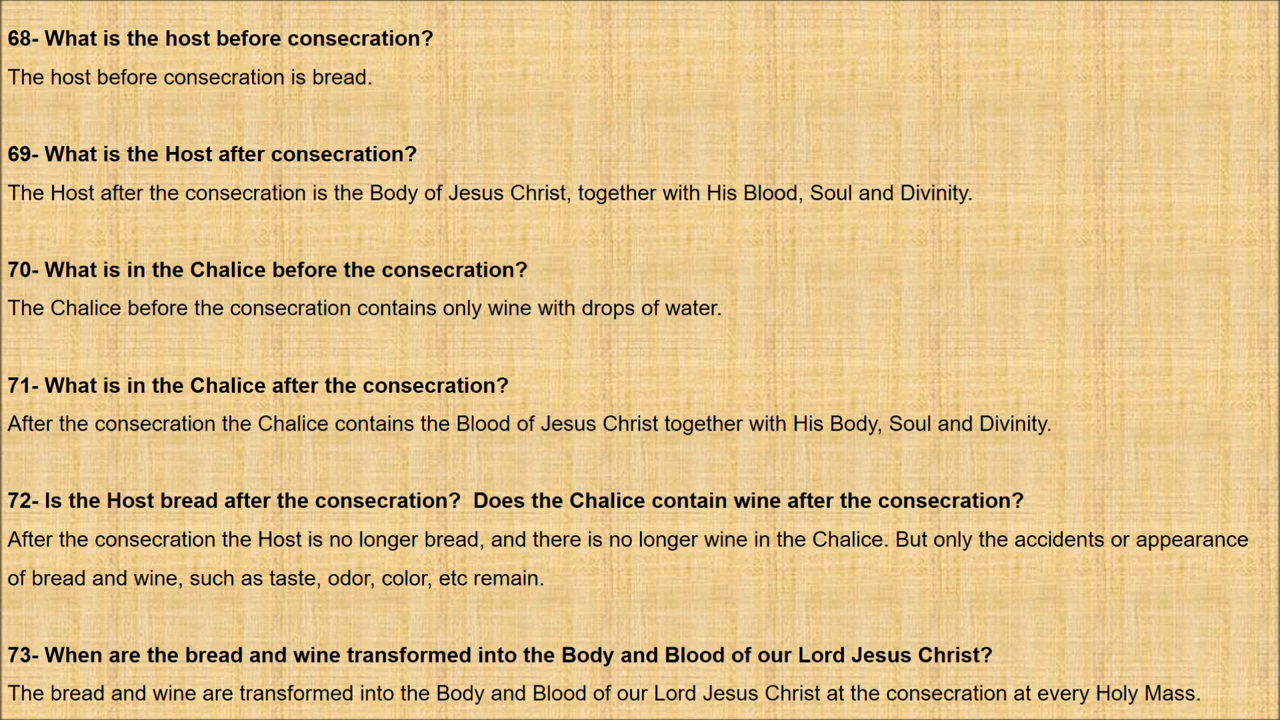 68- What is the host before consecration?
The host before consecration is bread.
69- What is the Host after consecration?
The Host after the consecration is the Body of Jesus Christ, together with His Blood, Soul and Divinity.
70- What is in the Chalice before the consecration?
The Chalice before the consecration contains only wine with drops of water.
71- What is in the Chalice after the consecration?
After the consecration the Chalice contains the Blood of Jesus Christ together with His Body, Soul and Divinity.
72- Is the Host bread after the consecration?  Does the Chalice contain wine after the consecration?
After the consecration the Host is no longer bread, and there is no longer wine in the Chalice. But only the accidents or appearance
of bread and wine, such as taste, odor, color, etc remain.
73- When are the bread and wine transformed into the Body and Blood of our Lord Jesus Christ?
The bread and wine are transformed into the Body and Blood of our Lord Jesus Christ at the consecration at every Holy Mass.